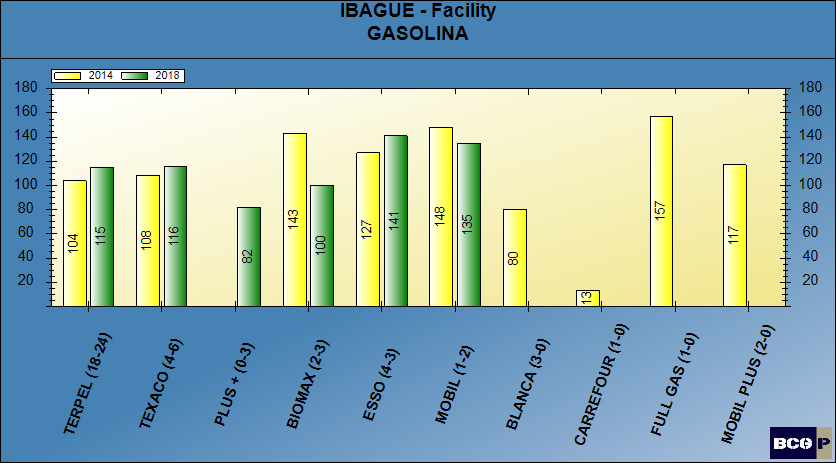 IBAGUE - Facility
GASOLINA
2014 2018
180 180
160 160
140 140
120 120
100 100
80 80
60 60
40 40
20 20
104 115 108 116 82 143 100 127 141 148 135 80 13 157 117
TERPEL (18-24)
TEXACO (4-6)
PLUS + (0-3)
BIOMAX (2-3)
ESSO (4-3)
MOBIL (1-2)
BLANCA (3-0)
CARREFOUR (1-0)
FULL GAS (1-0)
MOBIL PLUS (2-0)
BCG P